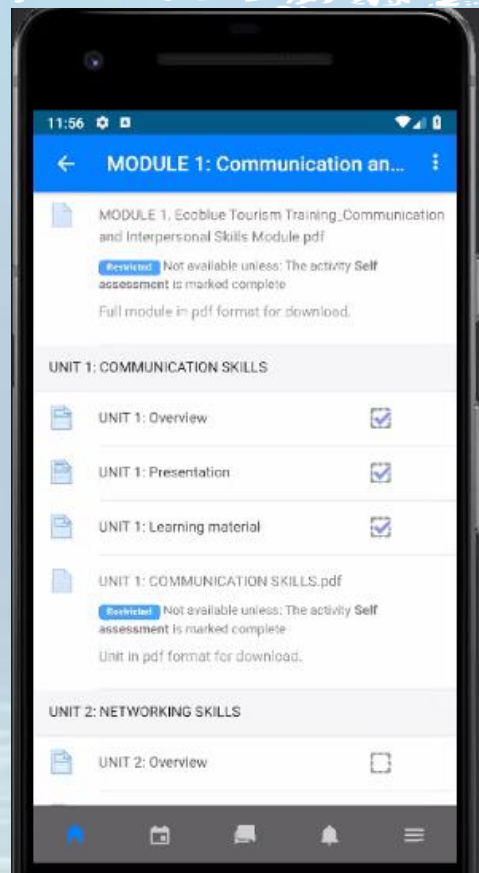 11:56
MODULE 1: Communication an...
MODULE 1, Ecoblue Tourism Training_Communication
and Interpersonal Skills Module pdf
Restricted Not available unless: The activity Self
assessment is marked complete
Full module in pdf format for download.
UNIT 1: COMMUNICATION SKILLS
UNIT 1: Overview
UNIT 1: Presentation
UNIT 1: Learning material
UNIT 1: COMMUNICATION SKILLS.pdf
Restricted Not available unless: The activity Self
assessment is marked complete
Unit in pdf format for download.
UNIT 2: NETWORKING SKILLS
UNIT 2: Overview